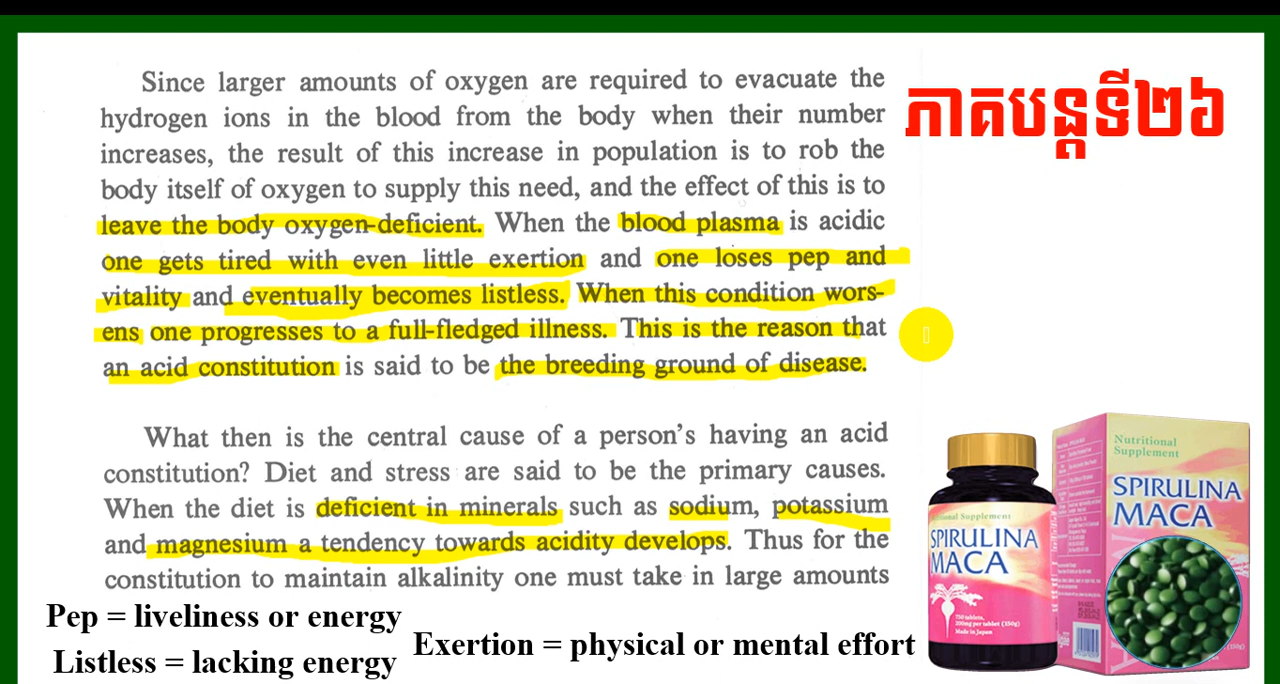 Since larger amounts of oxygen are required to evacuate the
hydrogen ions in the blood from the body when their number
increases, the result of this increase in population is to rob the
body itself of oxygen to supply this need, and the effect of this is to
leave the body oxygen-deficient. When the blood plasma is acidic
one gets tired with even little exertion and one loses pep and
vitality and eventually becomes listless. When this condition wors-
ens one progresses to a full-fledged illness. This is the reason that
an acid constitution is said to be the breeding ground of disease.
What then is the central cause of a person's having an acid
constitution? Diet and stress are said to be the primary causes.
When the diet is deficient in minerals such as sodium, potassium
and magnesium a tendency towards acidity develops. Thus for the
constitution to maintain alkalinity one must take in large amounts
Pep = liveliness or energy
Listless = lacking energy
Exertion = physical or mental effort
ភាគបន្តទី២៦
Nutritional Supplement
SPIRULINA
MACA
750 tablets,
200mg per tablet (150g)
Made in Japan
Nutritional
Supplement
SPIRULINA
MACA